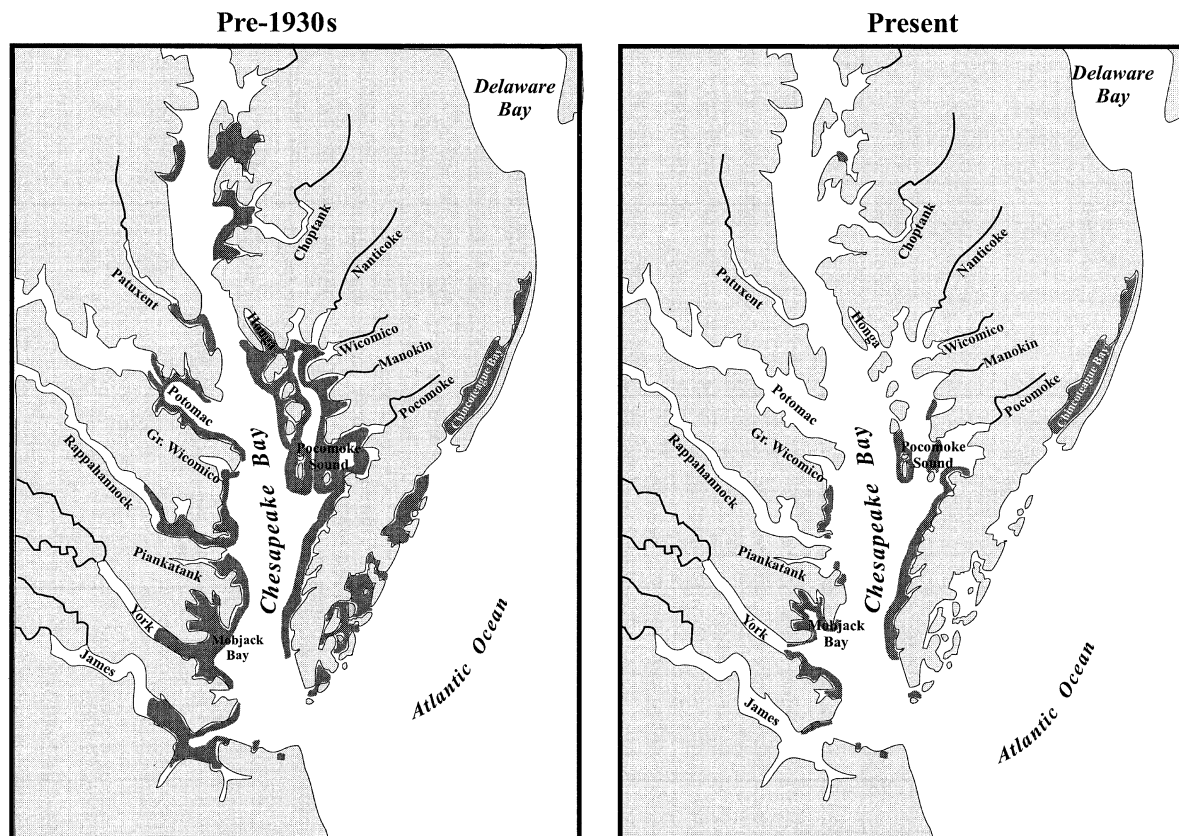 Pre-1930s
Delaware
Bay
Choptank
Nanticoke
Patuxent
Honga
Wicomico
Manokin
Chincoteague Bay
Pocomoke
Potomac
Gr. Wicomico
Pocomoke
Sound
Rappahannock
Chesapeake Bay
Piankatank
York
Mobjack
Bay
James
Atlantic Ocean
Present
Delaware
Bay
Choptank
Nanticoke
Patuxent
Honga
Wicomico
Manokin
Chincoteague Bay
Pocomoke
Potomac
Gr. Wicomico
Pocomoke
Sound
Rappahannock
Chesapeake Bay
Piankatank
York
Mobjack
Bay
James
Atlantic Ocean